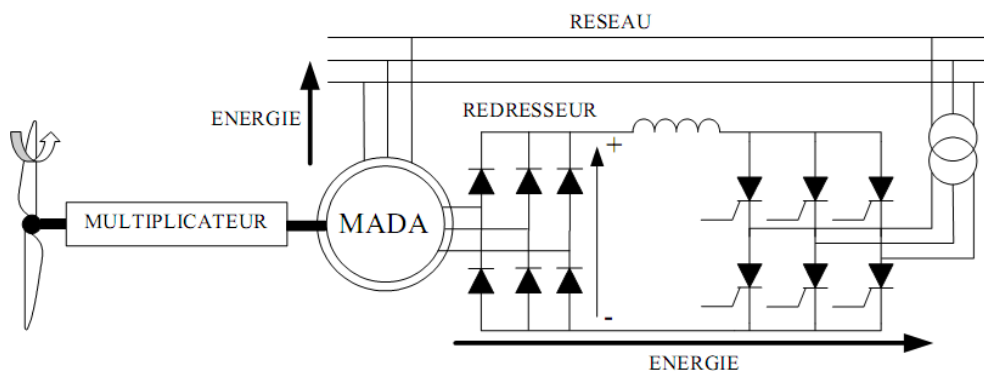 RESEAU
ENERGIE
REDRESSEUR
+
MULTIPLICATEUR
MADA
-
ENERGIE